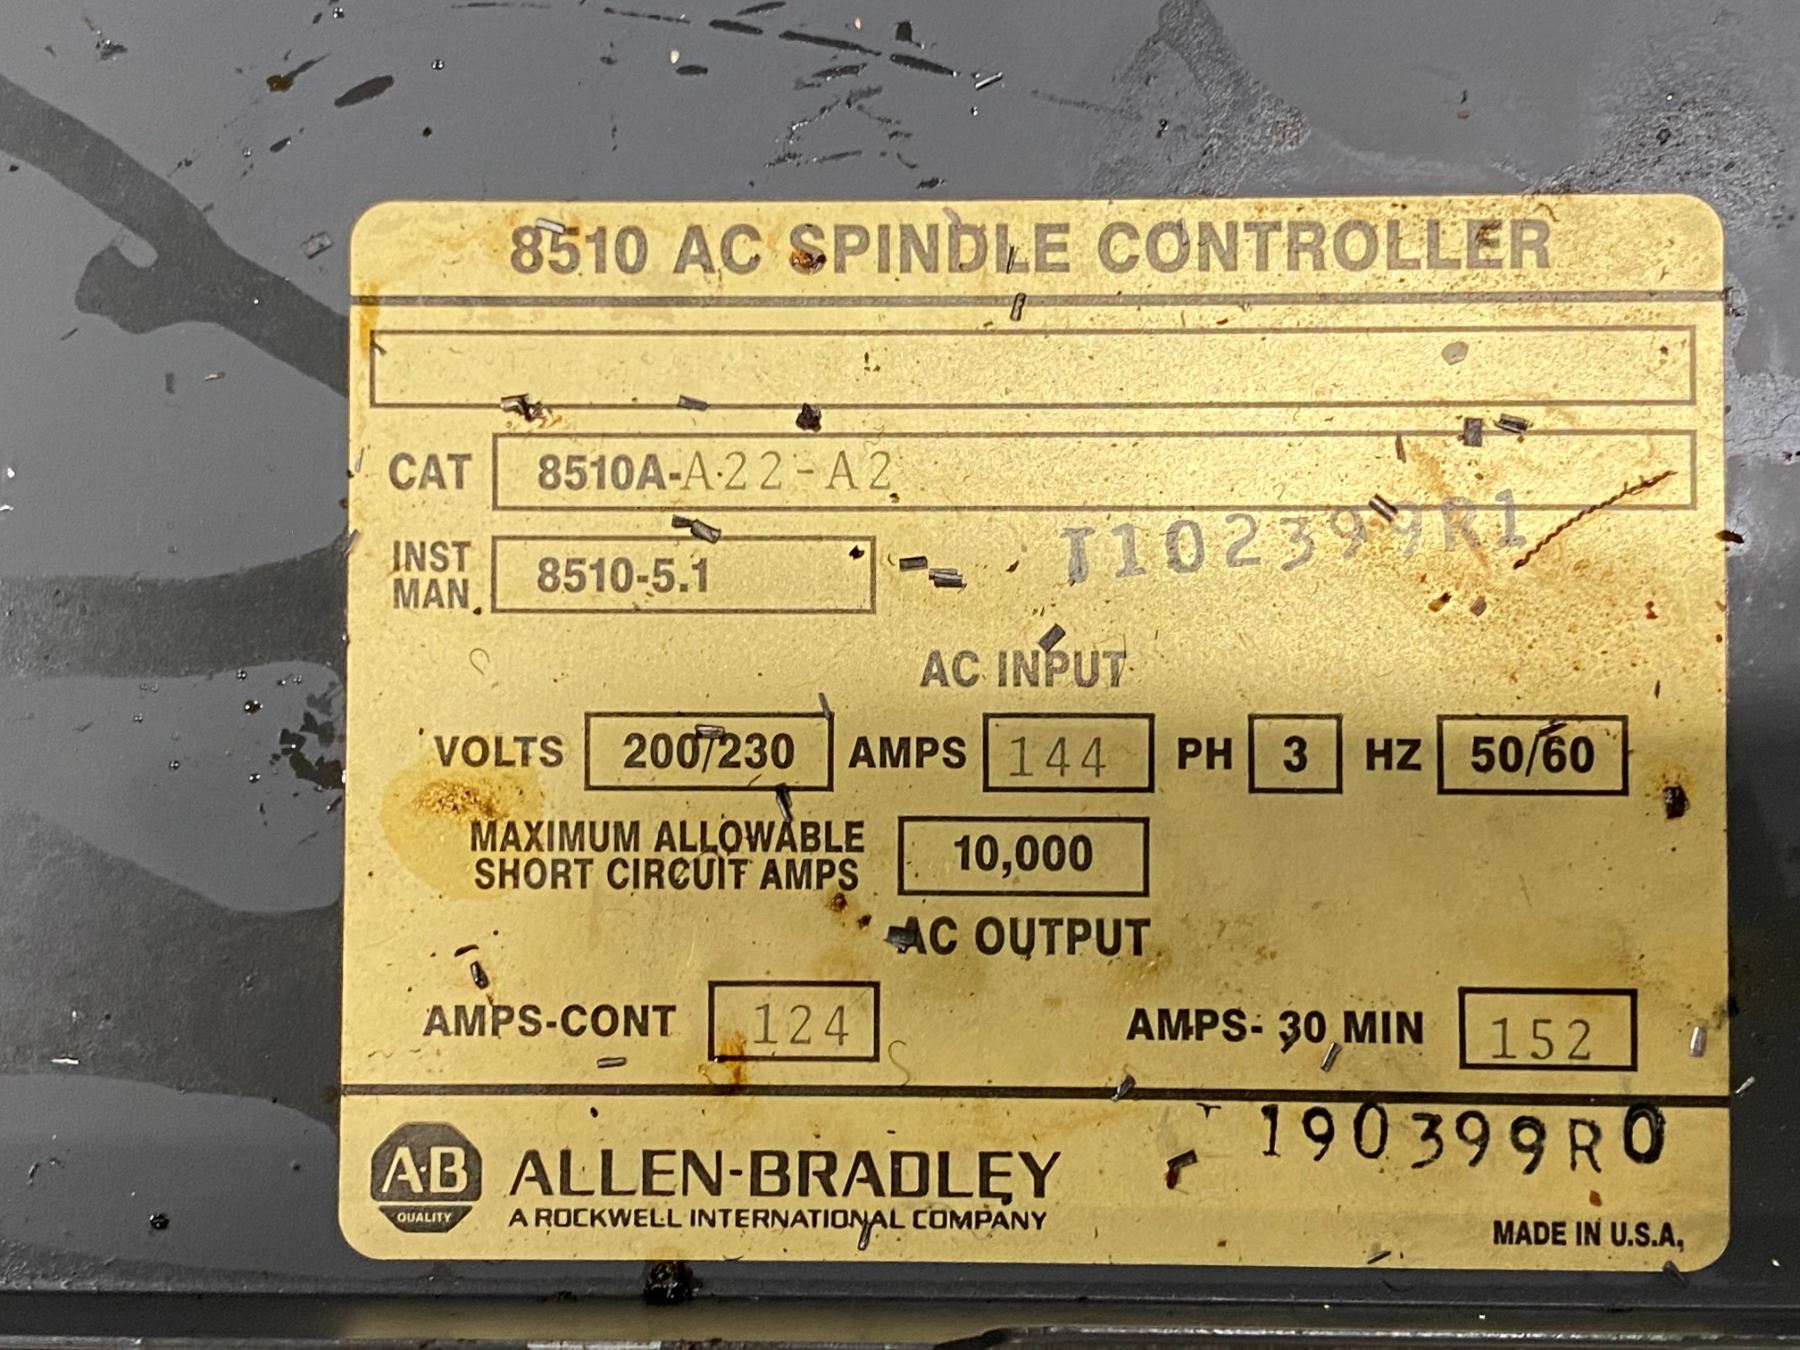 8510 AC SPINDLE CONTROLLER
CAT 8510A-A22-A2
INST MAN 8510-5.1
I102399R1
AC INPUT
VOLTS 200/230 AMPS 144 PH 3 HZ 50/60
MAXIMUM ALLOWABLE
SHORT CIRCUIT AMPS 10,000
AC OUTPUT
AMPS-CONT 124 AMPS- 30 MIN 152
190399R0
A-B QUALITY
ALLEN-BRADLEY
A ROCKWELL INTERNATIONAL COMPANY
MADE IN U.S.A.